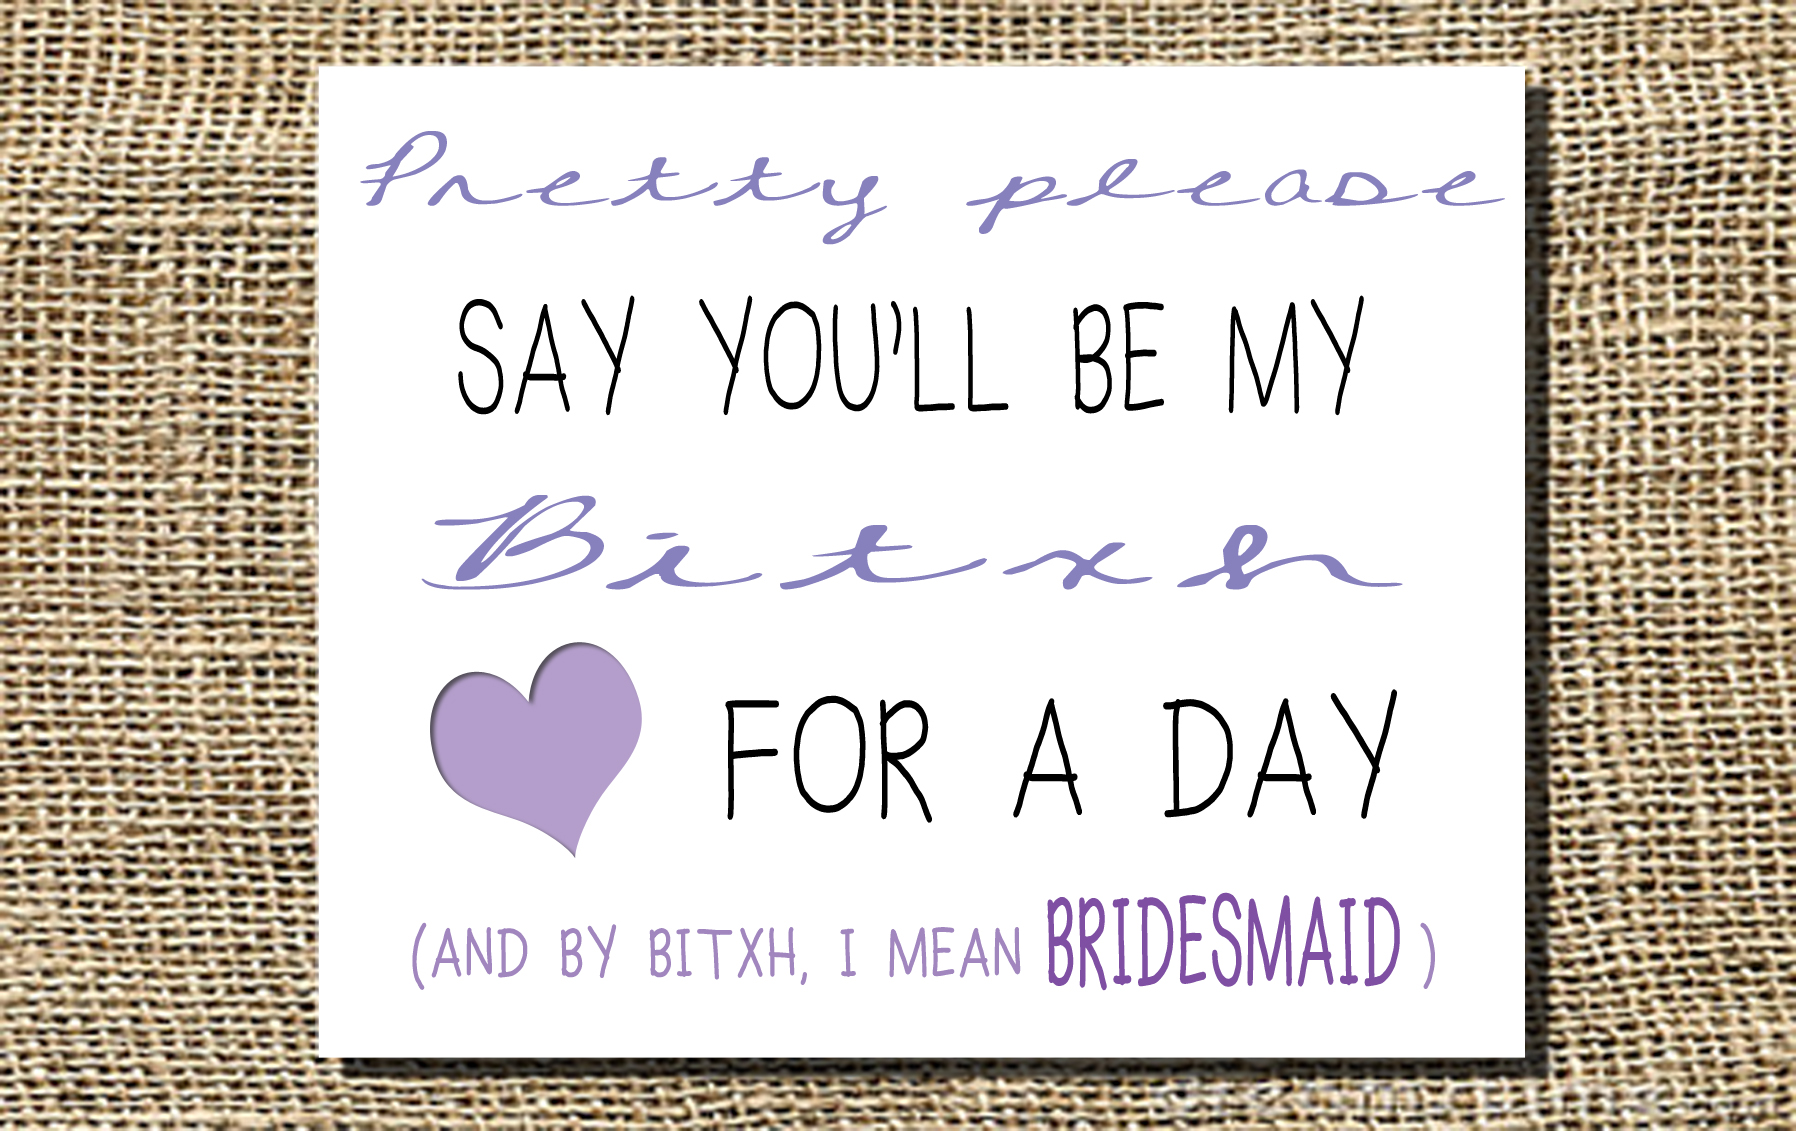 Pretty please
SAY YOU'LL BE MY
Bitxh
FOR A DAY
(AND BY BITXH, I MEAN BRIDESMAID)